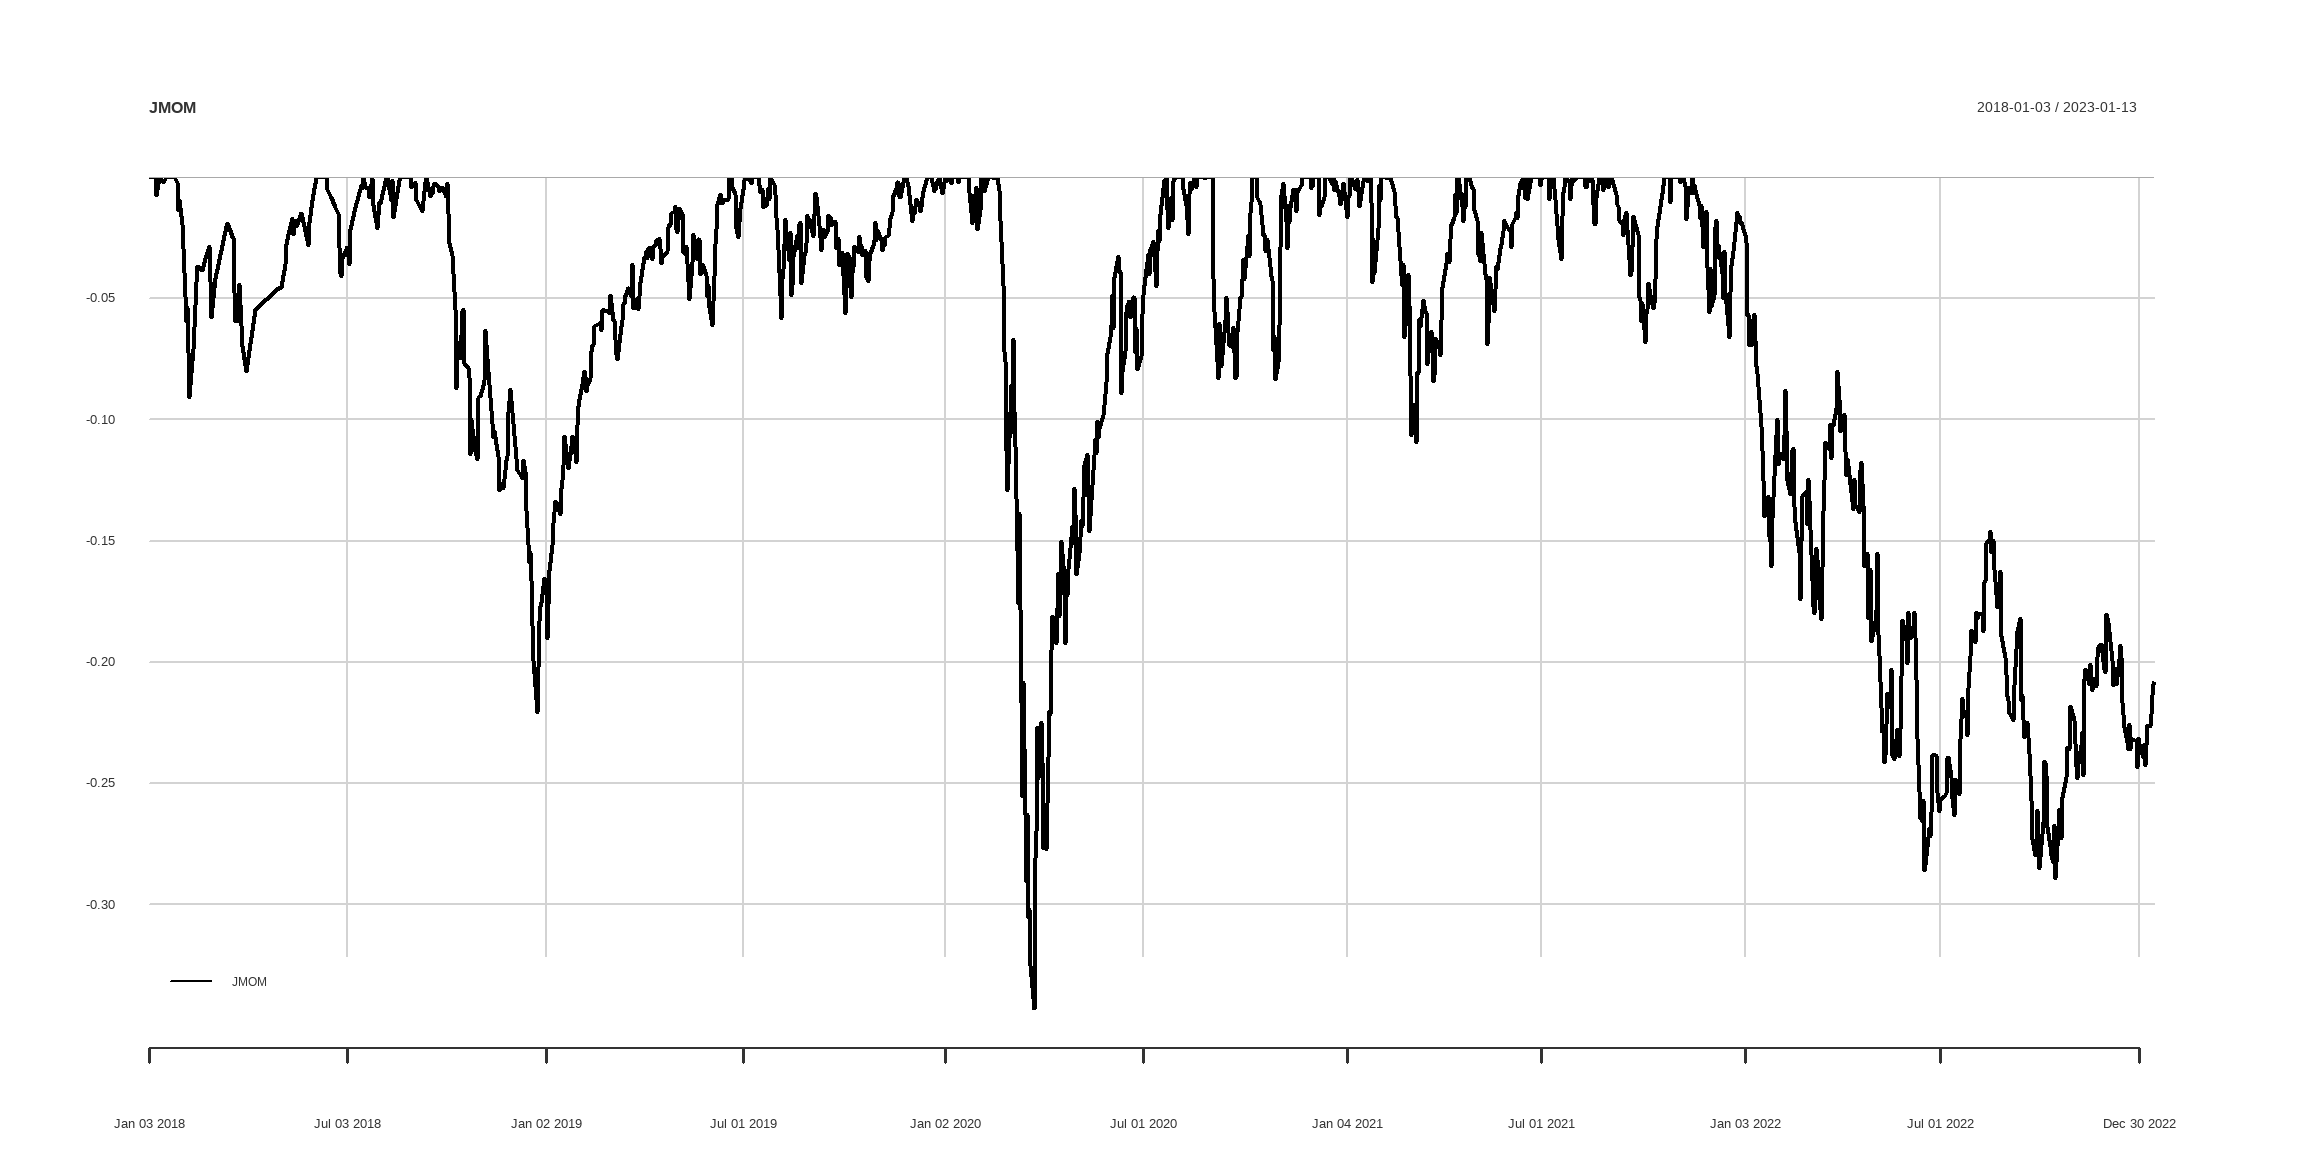 JMOM
2018-01-03 / 2023-01-13
-0.05
-0.10
-0.15
-0.20
-0.25
-0.30
JMOM
Jan 03 2018
Jul 03 2018
Jan 02 2019
Jul 01 2019
Jan 02 2020
Jul 01 2020
Jan 04 2021
Jul 01 2021
Jan 03 2022
Jul 01 2022
Dec 30 2022